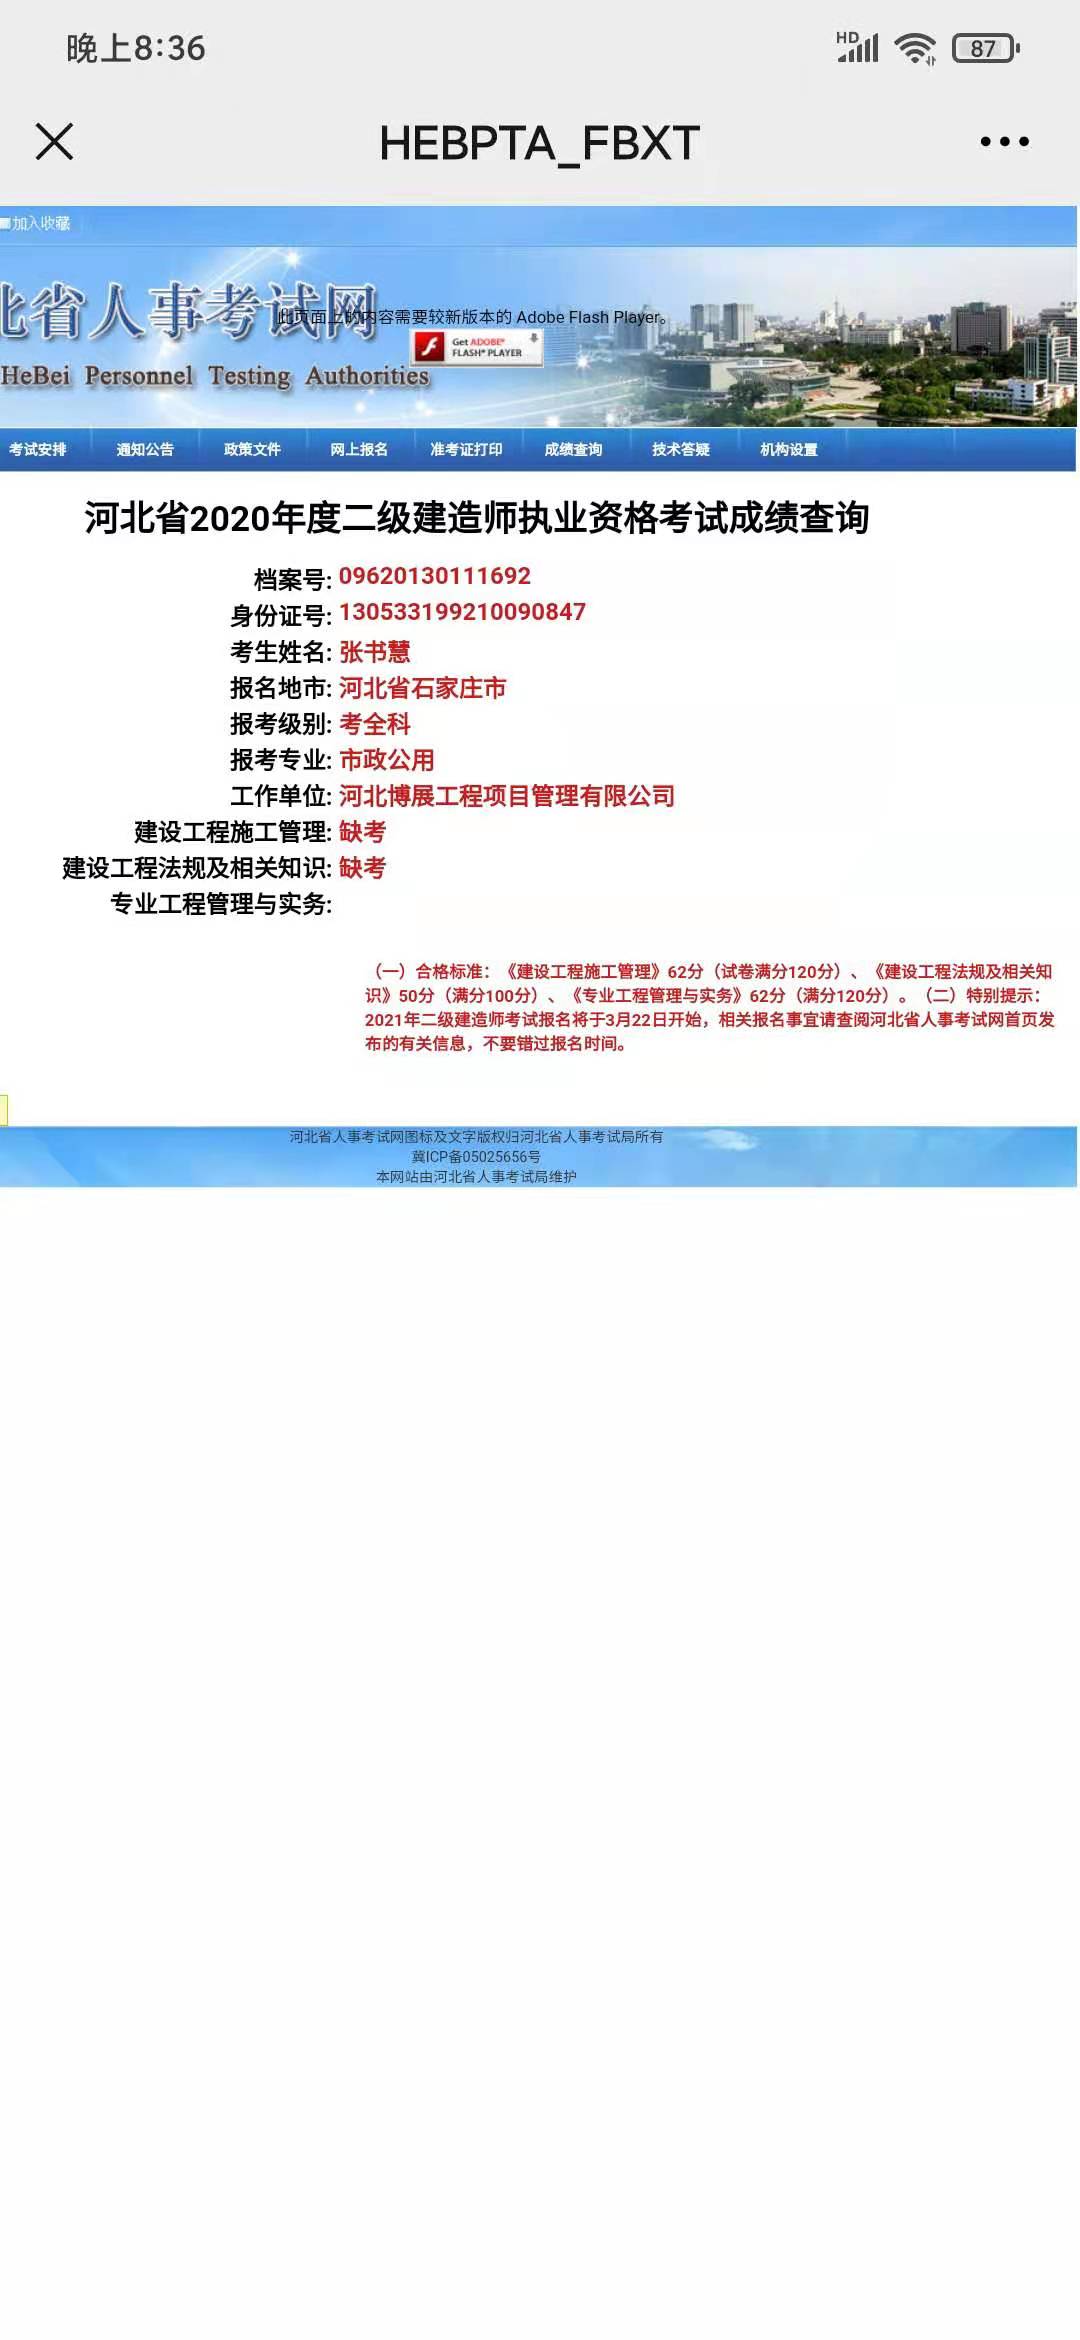 晚上8:36
HD
87
HEBPTA_FBXT
加入收藏
北省人事考试网
此页面上的内容需要较新版本的 Adobe Flash Player。
Get ADOBE®
FLASH® PLAYER
HeBei Personnel Testing Authorities
考试安排 通知公告 政策文件 网上报名 准考证打印 成绩查询 技术答疑 机构设置
河北省2020年度二级建造师执业资格考试成绩查询
档案号: 09620130111692
身份证号: 130533199210090847
考生姓名: 张书慧
报名地市: 河北省石家庄市
报考级别: 考全科
报考专业: 市政公用
工作单位: 河北博展工程项目管理有限公司
建设工程施工管理: 缺考
建设工程法规及相关知识: 缺考
专业工程管理与实务:
（一）合格标准：《建设工程施工管理》62分（试卷满分120分）、《建设工程法规及相关知
识》50分（满分100分）、《专业工程管理与实务》62分（满分120分）。（二）特别提示：
2021年二级建造师考试报名将于3月22日开始，相关报名事宜请查阅河北省人事考试网首页发
布的有关信息，不要错过报名时间。
河北省人事考试网图标及文字版权归河北省人事考试局所有
冀ICP备05025656号
本网站由河北省人事考试局维护